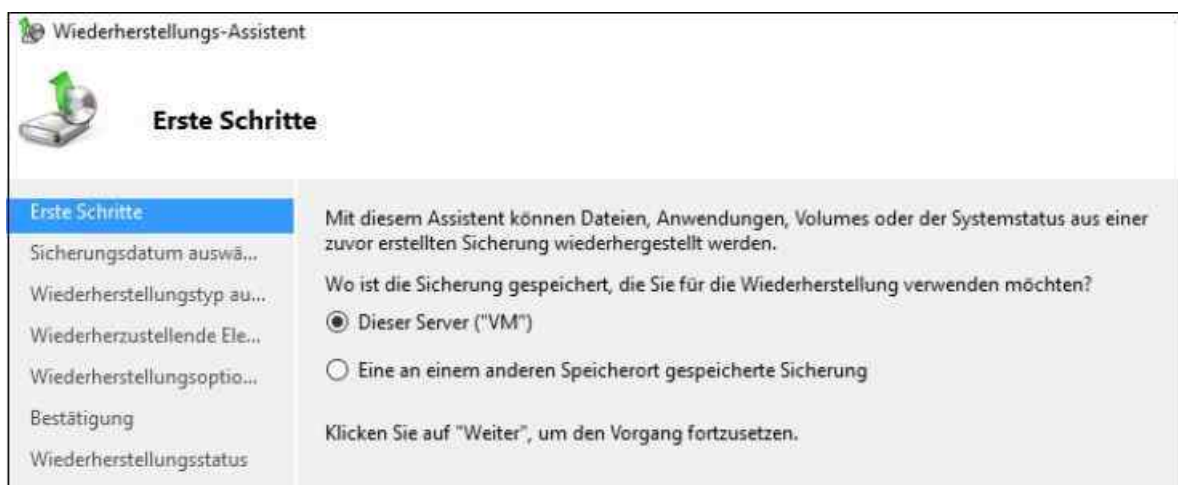 Wiederherstellungs-Assistent
Erste Schritte
Erste Schritte
Sicherungsdatum auswä...
Wiederherstellungstyp au...
Wiederherzustellende Ele...
Wiederherstellungsoptio...
Bestätigung
Wiederherstellungsstatus
Mit diesem Assistent können Dateien, Anwendungen, Volumes oder der Systemstatus aus einer
zuvor erstellten Sicherung wiederhergestellt werden.
Wo ist die Sicherung gespeichert, die Sie für die Wiederherstellung verwenden möchten?
Dieser Server ("VM")
Eine an einem anderen Speicherort gespeicherte Sicherung
Klicken Sie auf "Weiter", um den Vorgang fortzusetzen.